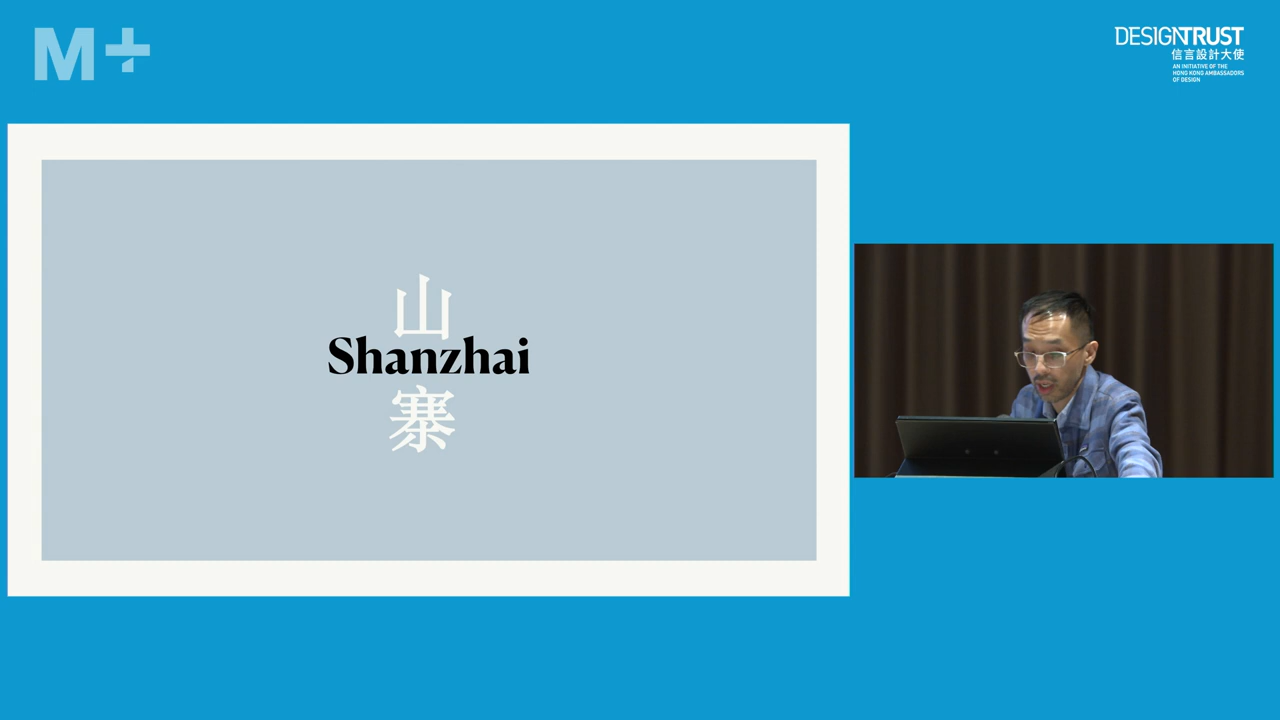 M+
DESIGNTRUST
信言設計大使
AN INITIATIVE OF THE
HONG KONG AMBASSADORS
OF DESIGN
山
Shanzhai
寨